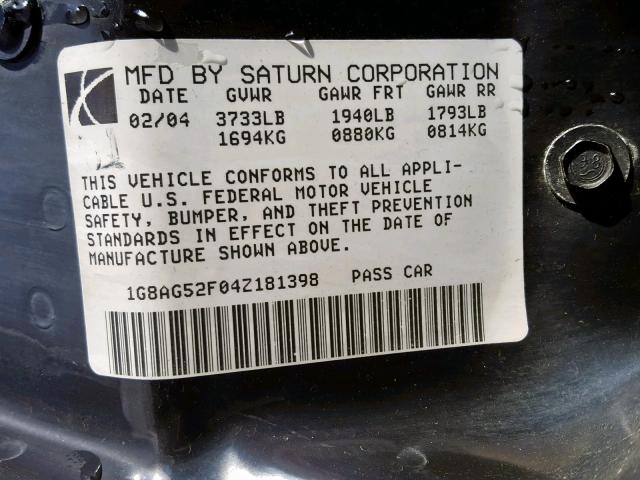 MFD BY SATURN CORPORATION
DATE GVWR GAWR FRT GAWR RR
02/04 3733LB 1940LB 1793LB
1694KG 0880KG 0814KG
THIS VEHICLE CONFORMS TO ALL APPLI-
CABLE U.S. FEDERAL MOTOR VEHICLE
SAFETY, BUMPER, AND THEFT PREVENTION
STANDARDS IN EFFECT ON THE DATE OF
MANUFACTURE SHOWN ABOVE.
1G8AG52F04Z181398 PASS CAR